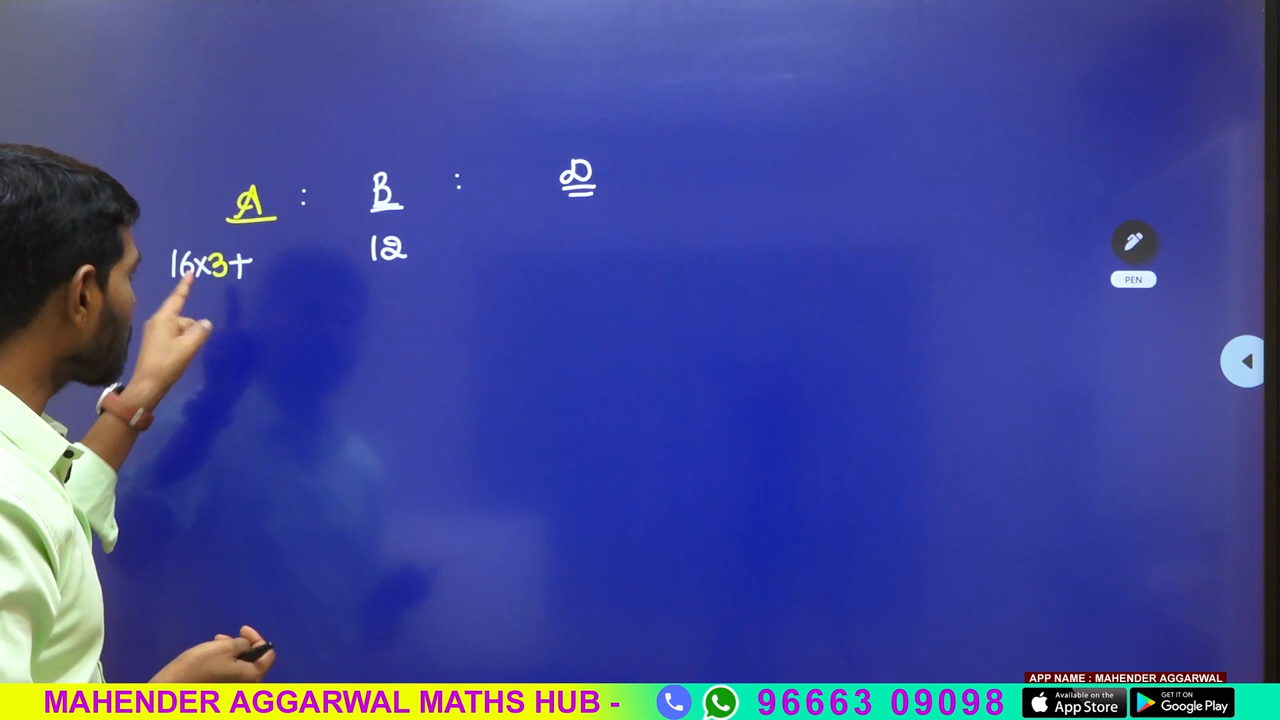 A : B : D
16x3+ 12
PEN
APP NAME : MAHENDER AGGARWAL
MAHENDER AGGARWAL MATHS HUB - 96663 09098
Available on the App Store
GET IT ON Google Play